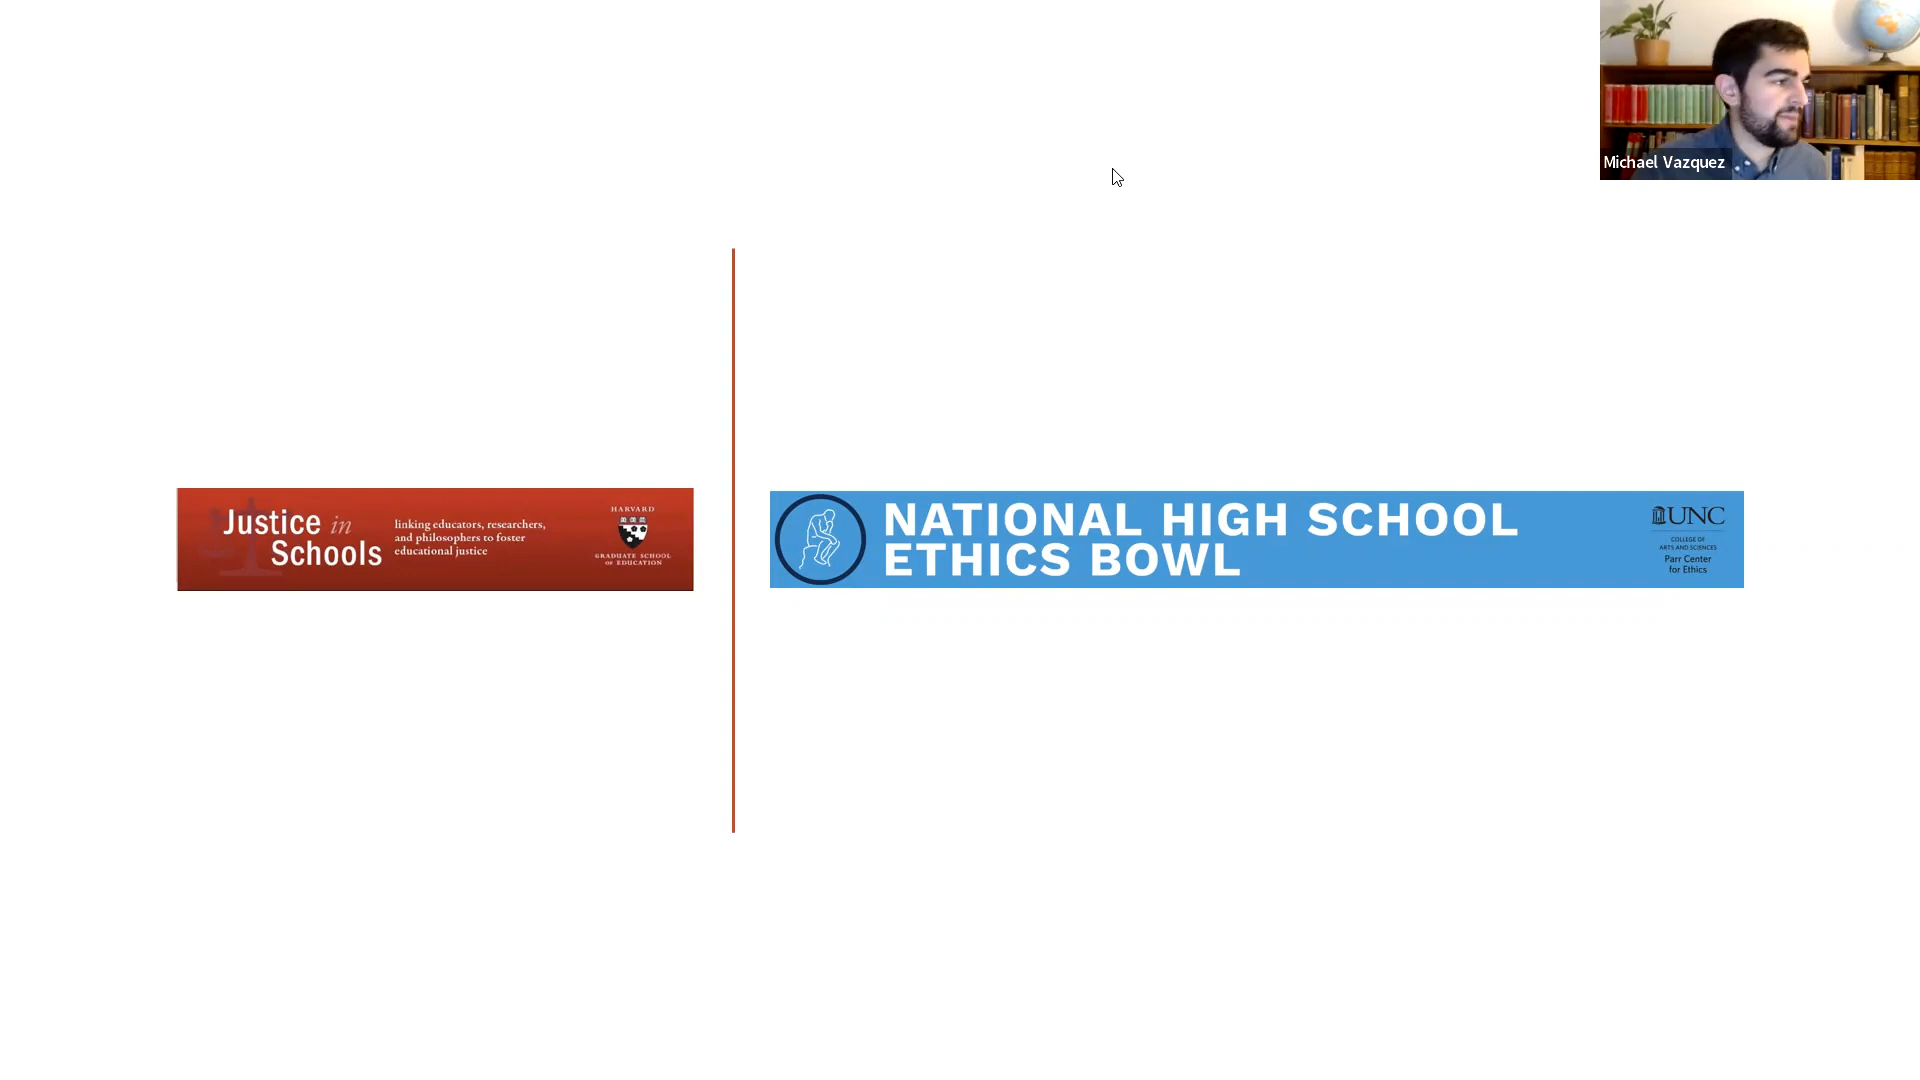 Michael Vazquez
Justice in
Schools
linking educators, researchers,
and philosophers to foster
educational justice
HARVARD
GRADUATE SCHOOL
OF EDUCATION
NATIONAL HIGH SCHOOL
ETHICS BOWL
UNC
COLLEGE OF
ARTS AND SCIENCES
Parr Center
for Ethics